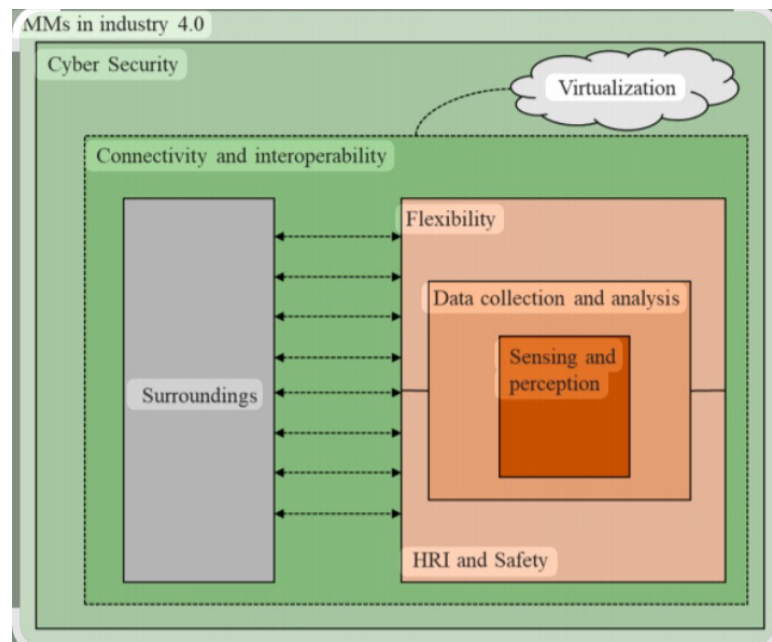 MMs in industry 4.0
Cyber Security
Virtualization
Connectivity and interoperability
Flexibility
Data collection and analysis
Sensing and
perception
Surroundings
HRI and Safety